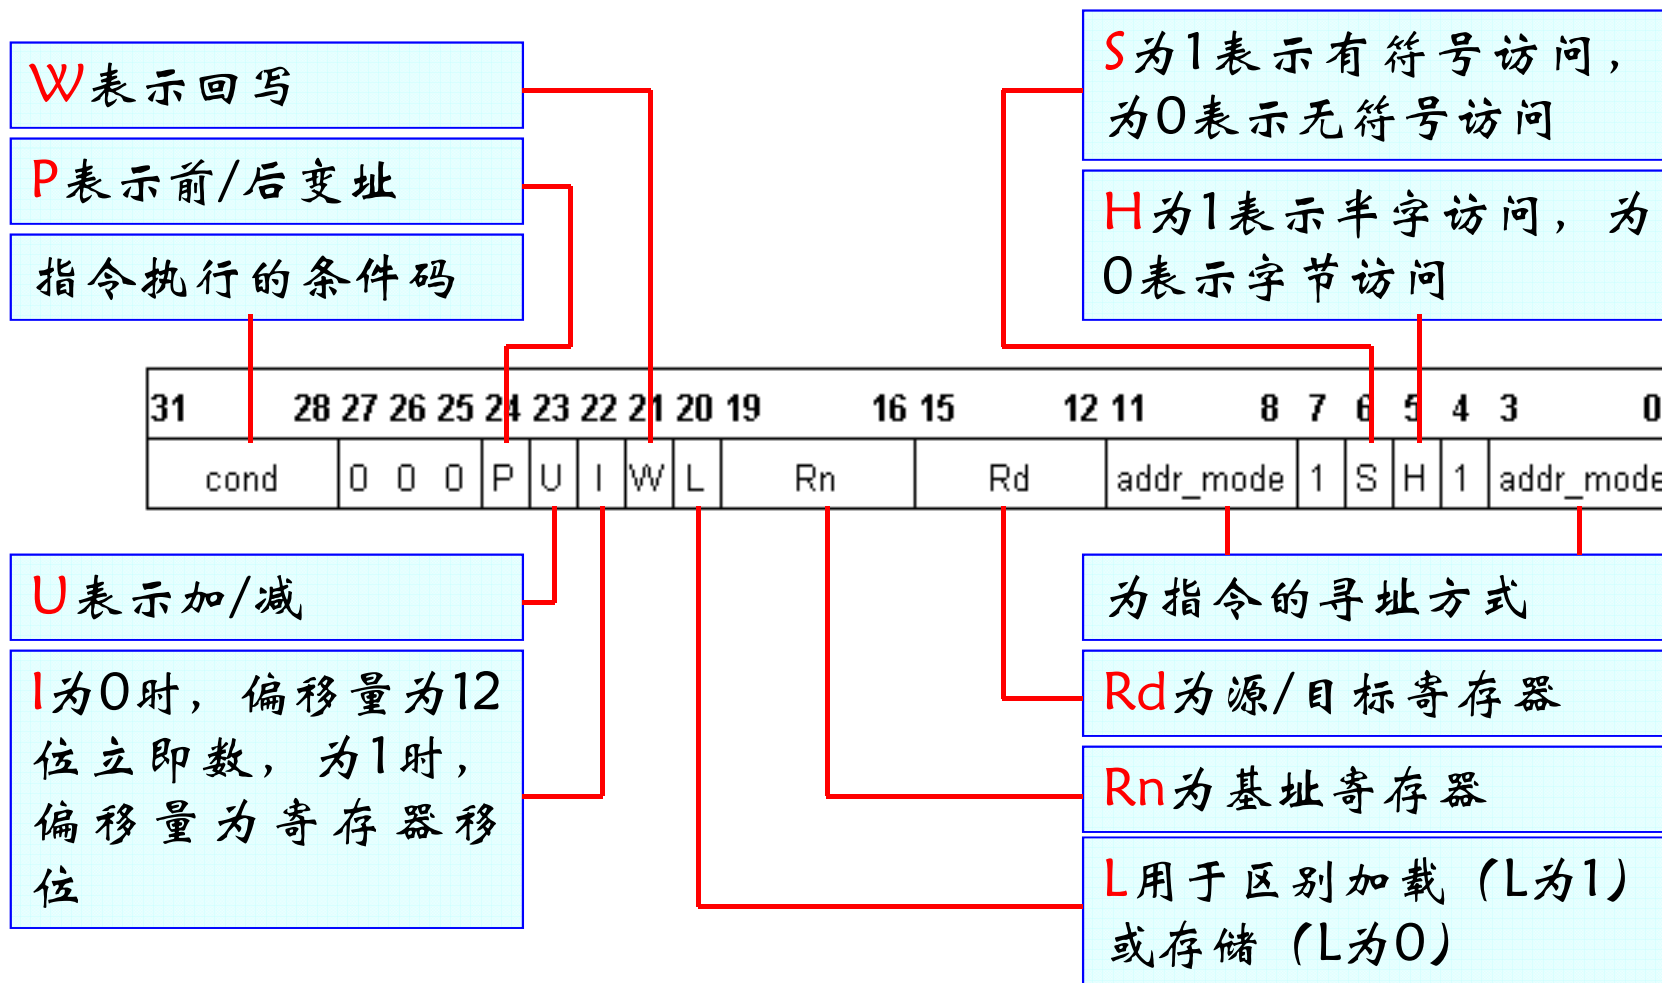 W表示回写
P表示前/后变址
指令执行的条件码
S为1表示有符号访问，
为0表示无符号访问
H为1表示半字访问，为
0表示字节访问
31 28 27 26 25 24 23 22 21 20 19 16 15 12 11 8 7 6 5 4 3 0
cond 0 0 0 P U I W L Rn Rd addr_mode 1 S H 1 addr_mode
U表示加/减
I为0时，偏移量为12
位立即数，为1时，
偏移量为寄存器移
位
为指令的寻址方式
Rd为源/目标寄存器
Rn为基址寄存器
L用于区别加载（L为1）
或存储（L为0）